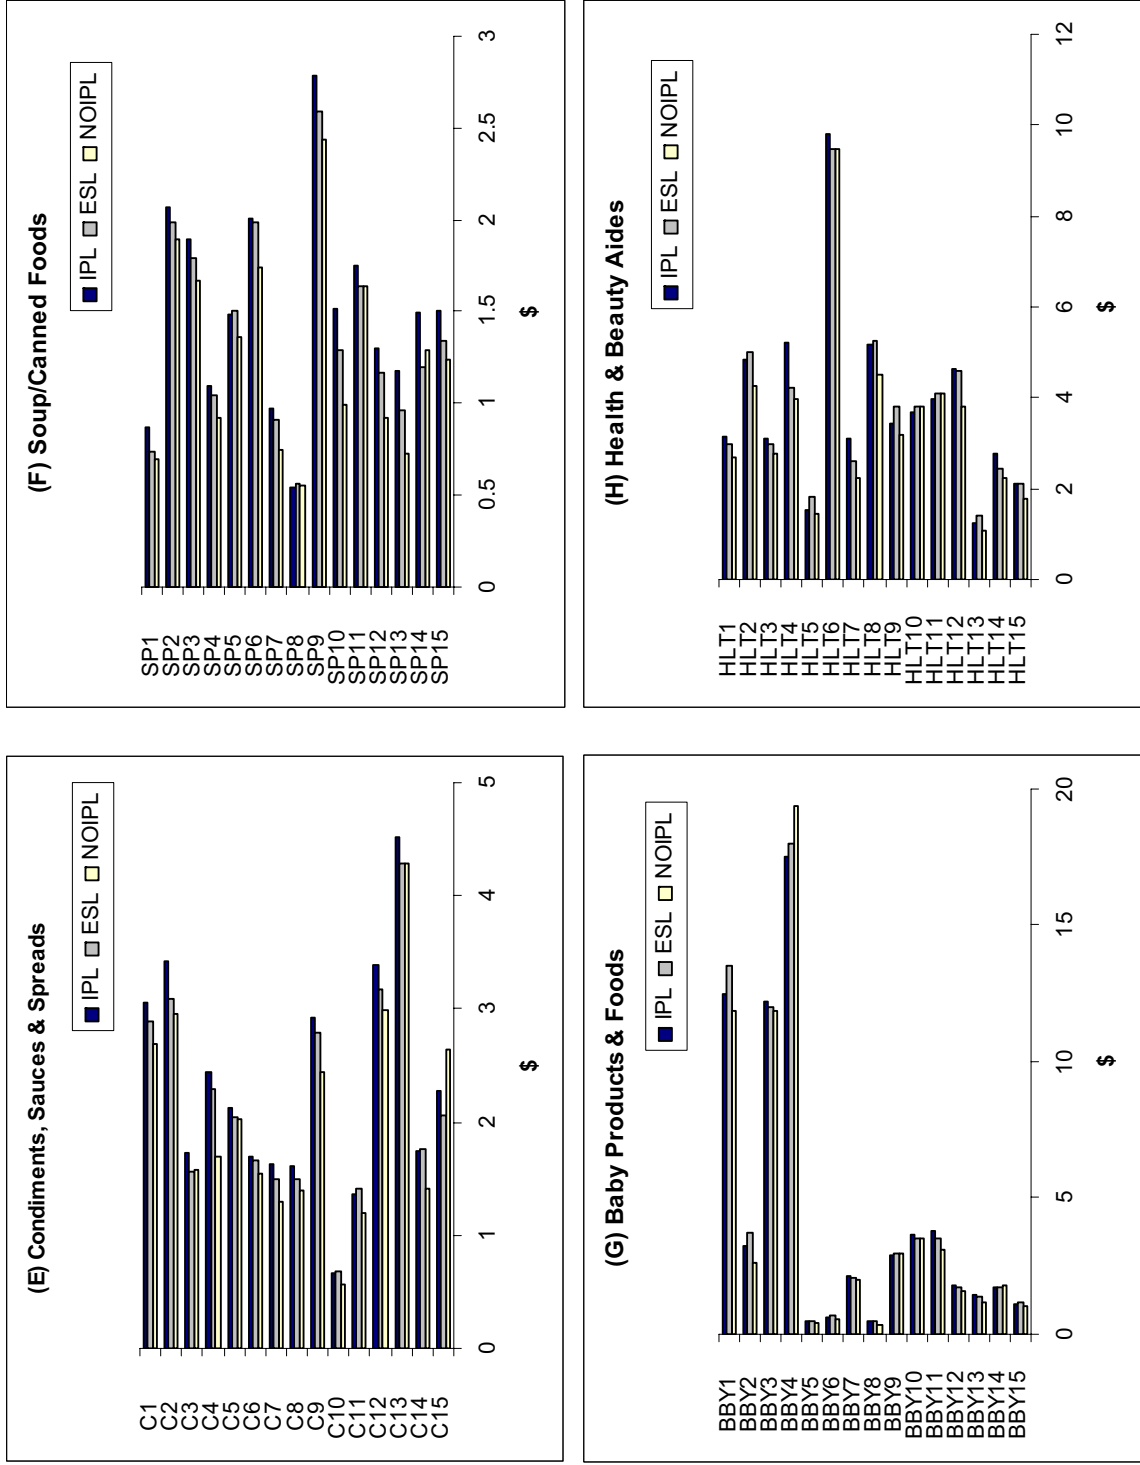 (E) Condiments, Sauces & Spreads
IPL ESL NOIPL
C1
C2
C3
C4
C5
C6
C7
C8
C9
C10
C11
C12
C13
C14
C15
0 1 2 3 4 5
$
(F) Soup/Canned Foods
IPL ESL NOIPL
SP1
SP2
SP3
SP4
SP5
SP6
SP7
SP8
SP9
SP10
SP11
SP12
SP13
SP14
SP15
0 0.5 1 1.5 2 2.5 3
$
(G) Baby Products & Foods
IPL ESL NOIPL
BBY1
BBY2
BBY3
BBY4
BBY5
BBY6
BBY7
BBY8
BBY9
BBY10
BBY11
BBY12
BBY13
BBY14
BBY15
0 5 10 15 20
$
(H) Health & Beauty Aides
IPL ESL NOIPL
HLT1
HLT2
HLT3
HLT4
HLT5
HLT6
HLT7
HLT8
HLT9
HLT10
HLT11
HLT12
HLT13
HLT14
HLT15
0 2 4 6 8 10 12
$